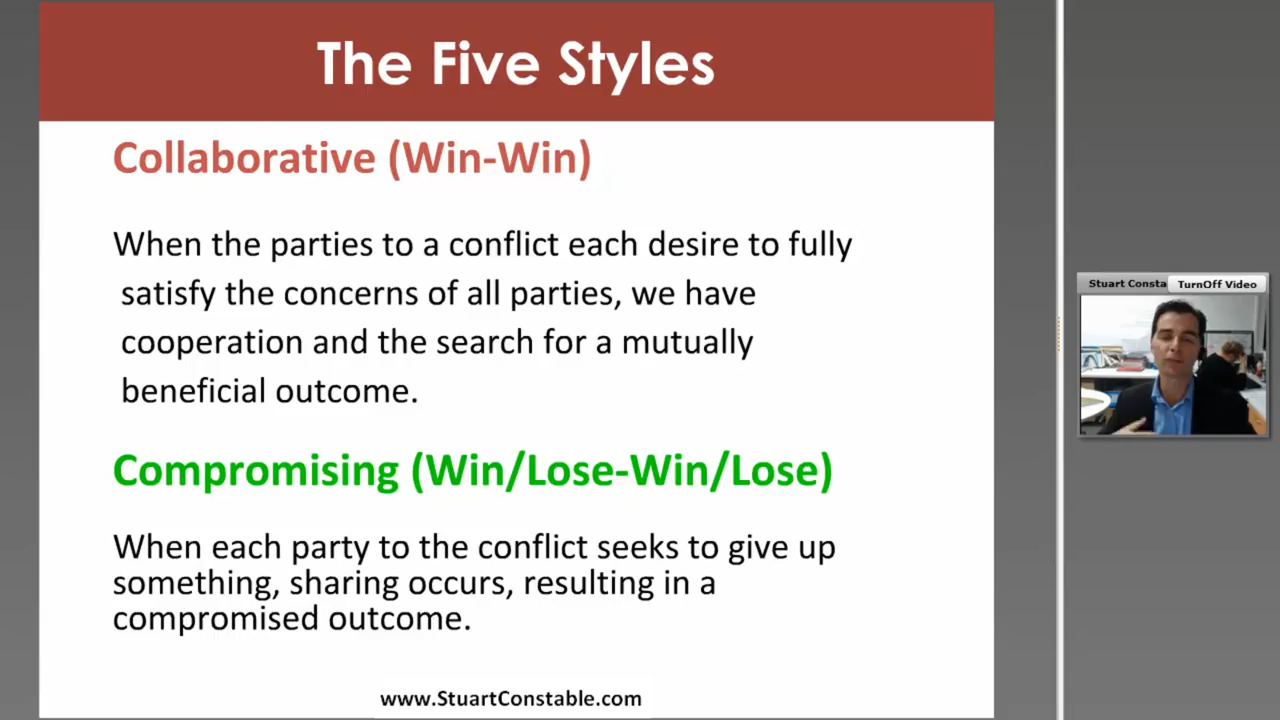 The Five Styles
Collaborative (Win-Win)
When the parties to a conflict each desire to fully
satisfy the concerns of all parties, we have
cooperation and the search for a mutually
beneficial outcome.
Compromising (Win/Lose-Win/Lose)
When each party to the conflict seeks to give up
something, sharing occurs, resulting in a
compromised outcome.
www.StuartConstable.com
Stuart Consta
TurnOff Video